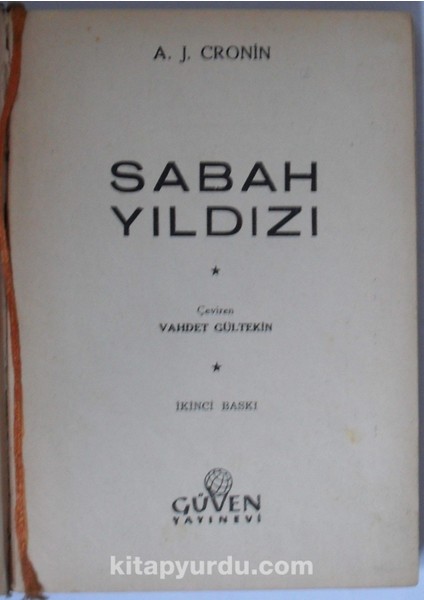 A. J. CRONİN
SABAH
YILDIZI
Çeviren
VAHDET GÜLTEKİN
İKİNCİ BASKI
GÜVEN
YAYINEVİ
kitapyurdu.com